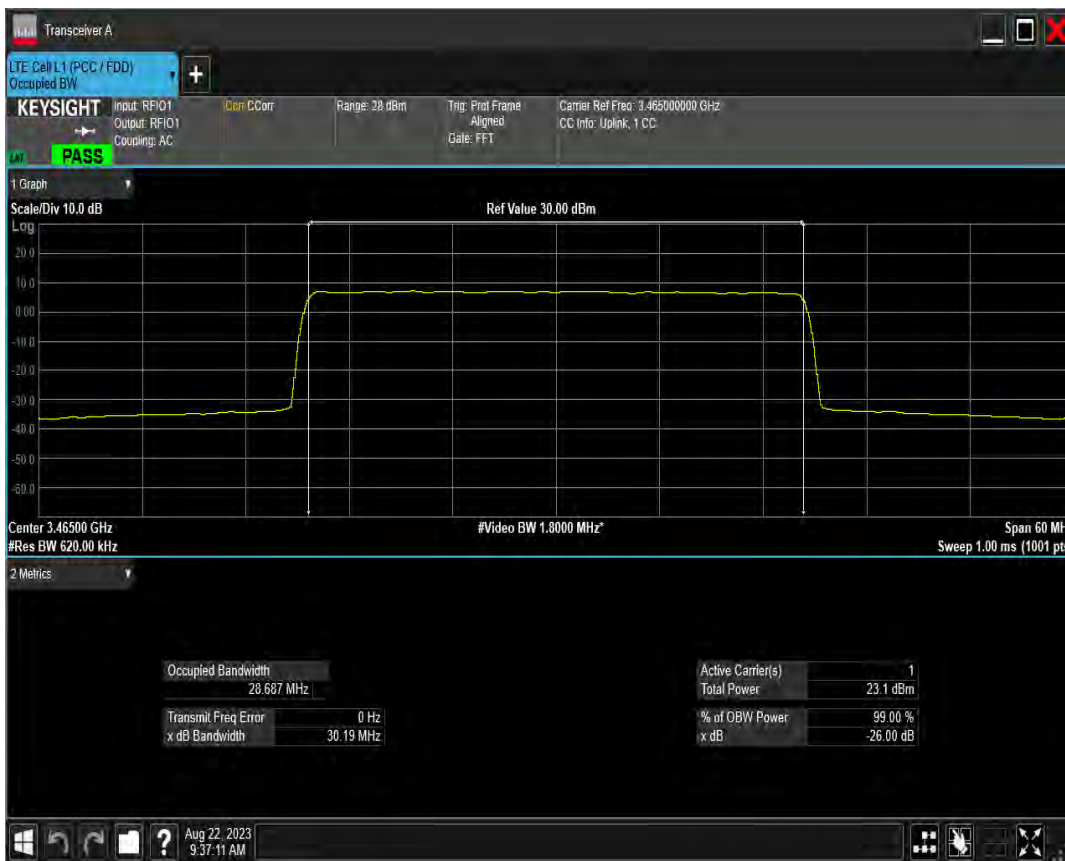 Transceiver A
LTE Cell L1 (PCC / FDD)
Occupied BW
KEYSIGHT
PASS
Input: RFIO1
Output: RFIO1
Coupling: AC
Corr CCorr
Range: 28 dBm
Trig: Prot Frame
Aligned
Gate: FFT
Carrier Ref Freq: 3.465000000 GHz
CC Info: Uplink, 1 CC
1 Graph
Scale/Div 10.0 dB
Ref Value 30.00 dBm
Log
20.0
10.0
0.00
-10.0
-20.0
-30.0
-40.0
-50.0
-60.0
Center 3.46500 GHz
#Video BW 1.8000 MHz*
Span 60 MH
#Res BW 620.00 kHz
Sweep 1.00 ms (1001 pt
2 Metrics
Occupied Bandwidth
28.687 MHz
Transmit Freq Error 0 Hz
x dB Bandwidth 30.19 MHz
Active Carrier(s) 1
Total Power 23.1 dBm
% of OBW Power 99.00 %
x dB -26.00 dB
?
Aug 22, 2023
9:37:11 AM